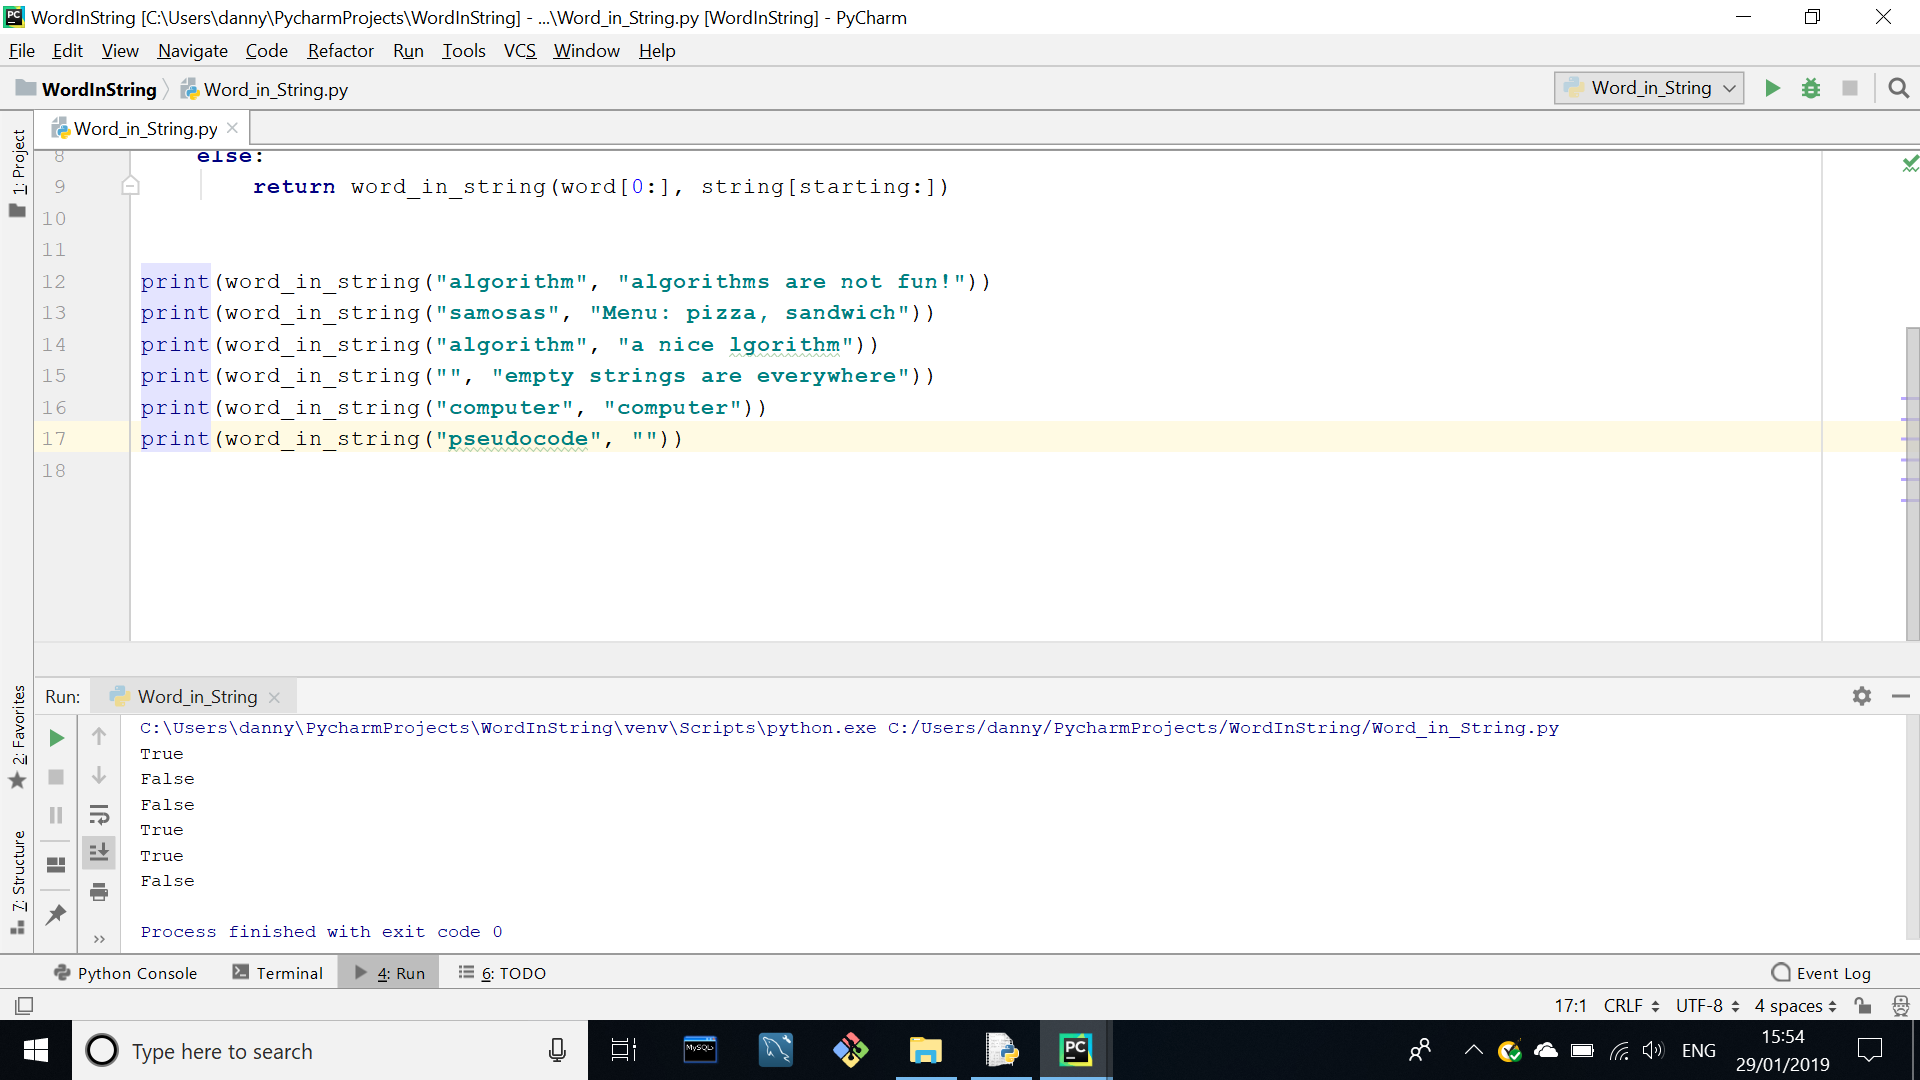 WordInString [C:\Users\danny\PycharmProjects\WordInString] - ...\Word_in_String.py [WordInString] - PyCharm
File Edit View Navigate Code Refactor Run Tools VCS Window Help
WordInString Word_in_String.py Word_in_String
Word_in_String.py
1: Project
8 else:
9 return word_in_string(word[0:], string[starting:])
10
11
12 print(word_in_string("algorithm", "algorithms are not fun!"))
13 print(word_in_string("samosas", "Menu: pizza, sandwich"))
14 print(word_in_string("algorithm", "a nice lgorithm"))
15 print(word_in_string("", "empty strings are everywhere"))
16 print(word_in_string("computer", "computer"))
17 print(word_in_string("pseudocode", ""))
18
2: Favorites
7: Structure
Run: Word_in_String
C:\Users\danny\PycharmProjects\WordInString\venv\Scripts\python.exe C:/Users/danny/PycharmProjects/WordInString/Word_in_String.py
True
False
False
True
True
False
Process finished with exit code 0
Python Console Terminal 4: Run 6: TODO Event Log
17:1 CRLF UTF-8 4 spaces
Type here to search
MySQL
PC
ENG
15:54
29/01/2019